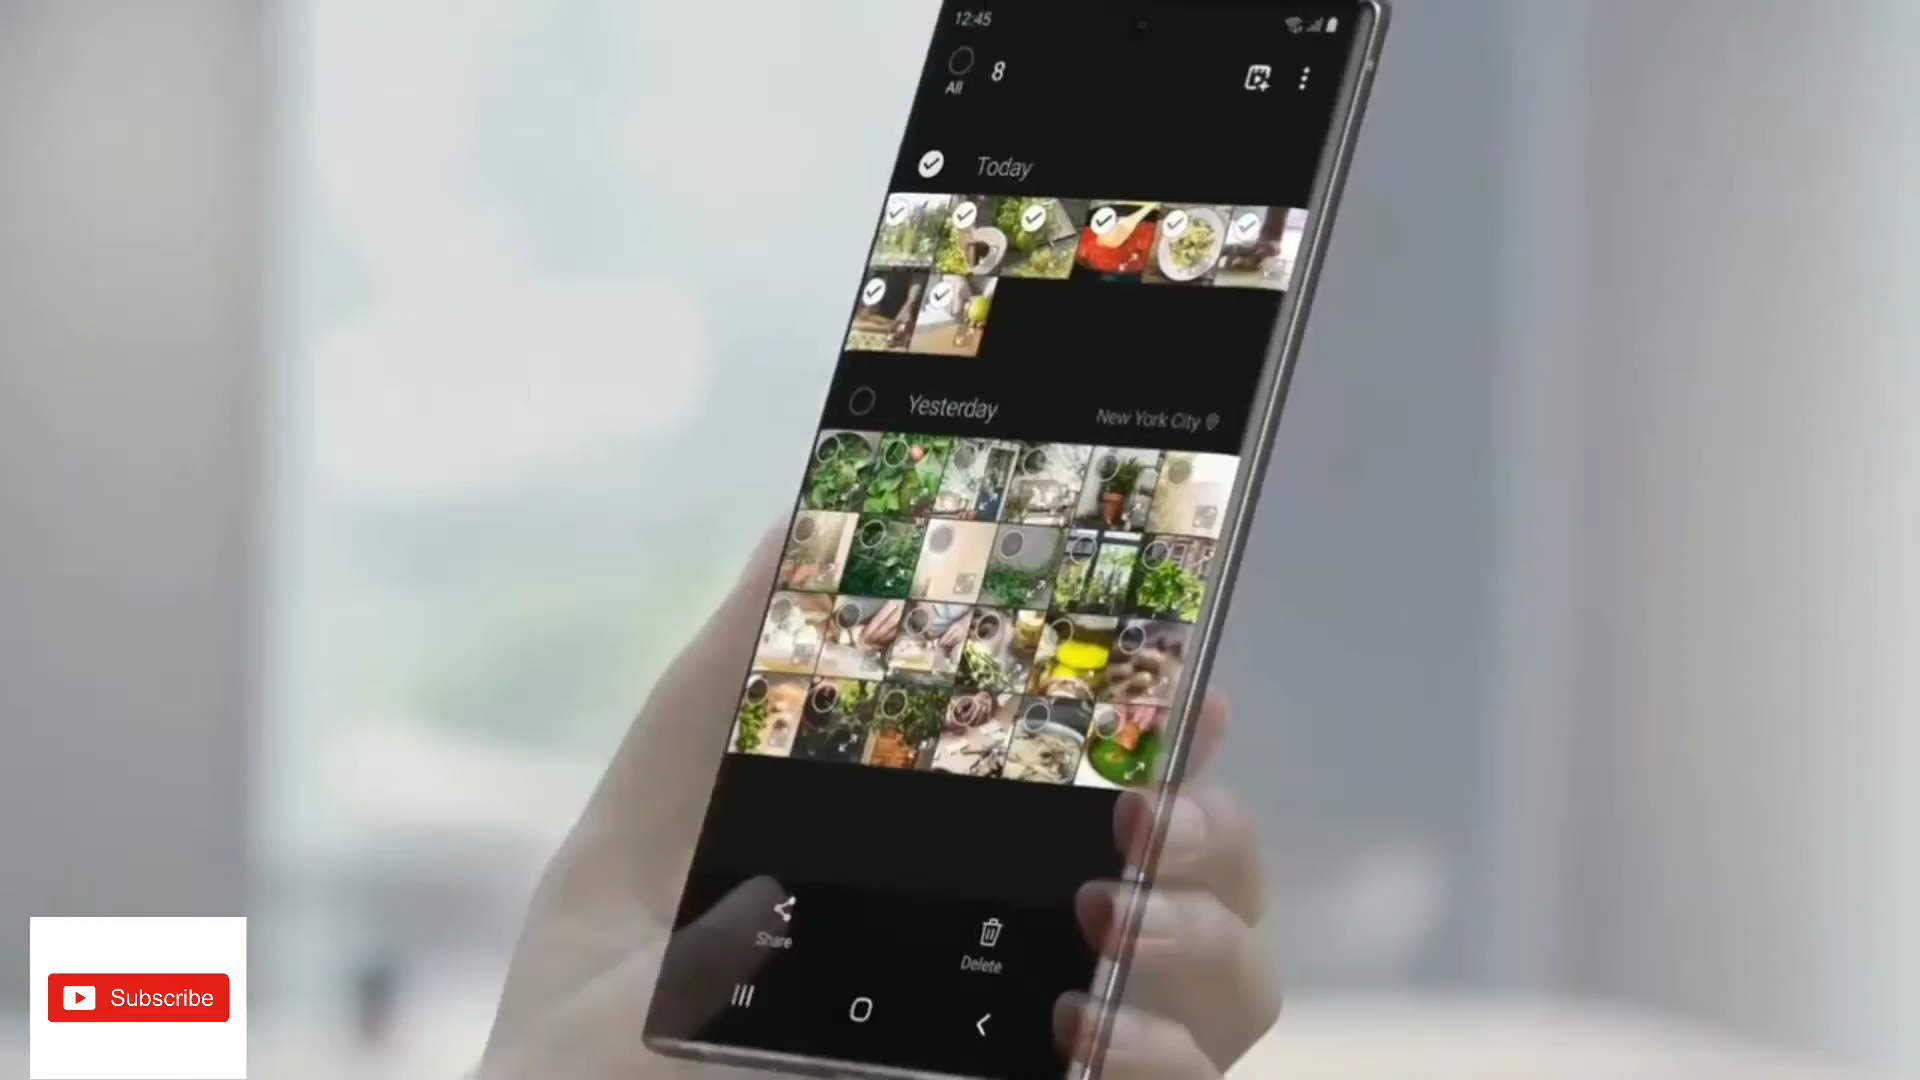 12:45
All
8
Today
Yesterday
New York City
Share
Delete
Subscribe